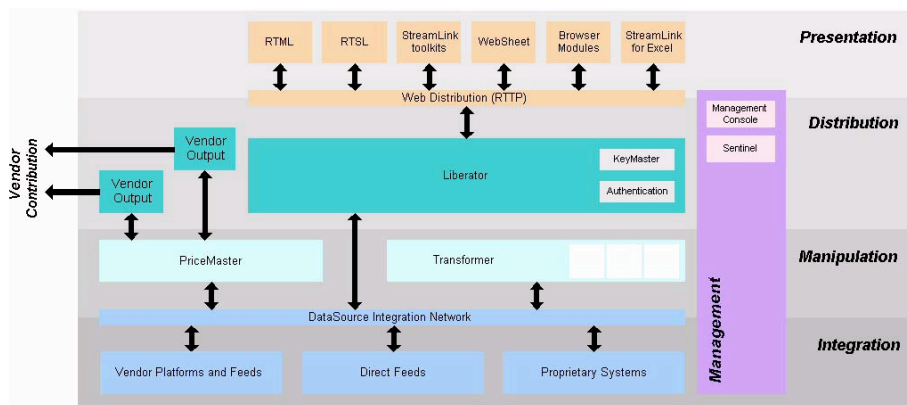 RTML
RTSL
StreamLink
toolkits
WebSheet
Browser
Modules
StreamLink
for Excel
Presentation
Web Distribution (RTTP)
Management
Console
Sentinel
Distribution
Vendor
Output
Vendor
Output
Vendor
Contribution
Liberator
KeyMaster
Authentication
PriceMaster
Transformer
Manipulation
Management
DataSource Integration Network
Vendor Platforms and Feeds
Direct Feeds
Proprietary Systems
Integration